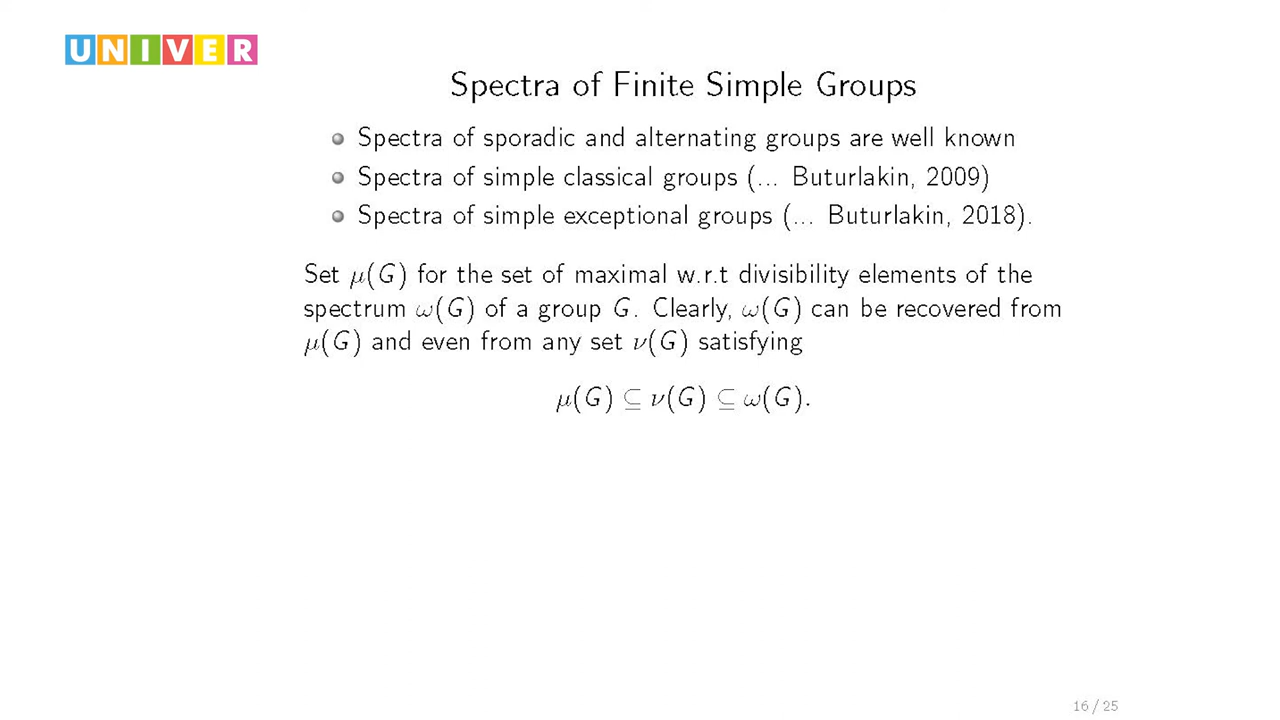 UNIVER
Spectra of Finite Simple Groups
Spectra of sporadic and alternating groups are well known
Spectra of simple classical groups (... Buturlakin, 2009)
Spectra of simple exceptional groups (... Buturlakin, 2018).
Set μ(G) for the set of maximal w.r.t divisibility elements of the
spectrum ω(G) of a group G. Clearly, ω(G) can be recovered from
μ(G) and even from any set ν(G) satisfying
μ(G) ⊆ ν(G) ⊆ ω(G).
16 / 25